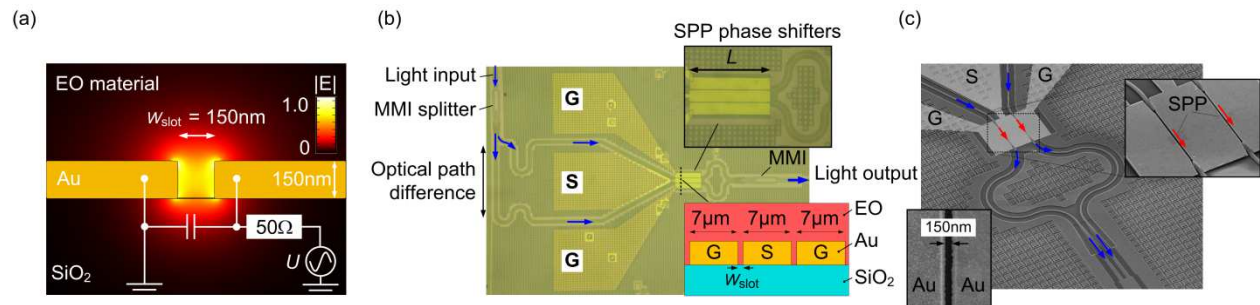 (a)
EO material
|E|
1.0
0
wslot = 150nm
Au
150nm
50Ω
U
SiO2
(b)
SPP phase shifters
L
Light input
MMI splitter
Optical path
difference
G
S
G
MMI
Light output
7µm 7µm 7µm
EO
G S G
Au
wslot
SiO2
(c)
S
G
G
SPP
150nm
Au Au